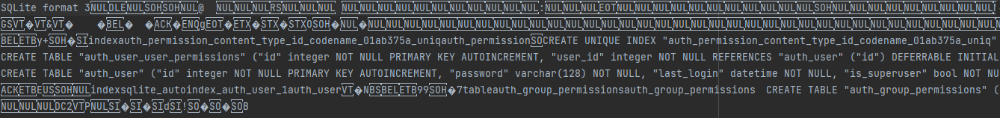 SQLite format 3NULDLENULSOHSOHNUL@ NULNULNULRSNULNULNUL NULNULNULNULNULNULNULNULNULNULNUL:NULNULNULEOTNULNULNULNULNULNULNULNULNULNULNULNULNULNULNULSOHNULNULNULNULNULNULNULNULNULNULNUL
GSVT�VT&VT� �BEL� �ACK�ENQgEOT�ETX�STX�STXOSOH�NUL�NULNULNULNULNULNULNULNULNULNULNULNULNULNULNULNULNULNULNULNULNULNULNULNULNULNULNULNULNULNULNULNULNULNULNUL
BELETBy+SOH�SIindexauth_permission_content_type_id_codename_01ab375a_uniqauth_permissionSOCREATE UNIQUE INDEX "auth_permission_content_type_id_codename_01ab375a_uniq"
CREATE TABLE "auth_user_user_permissions" ("id" integer NOT NULL PRIMARY KEY AUTOINCREMENT, "user_id" integer NOT NULL REFERENCES "auth_user" ("id") DEFERRABLE INITIAL
CREATE TABLE "auth_user" ("id" integer NOT NULL PRIMARY KEY AUTOINCREMENT, "password" varchar(128) NOT NULL, "last_login" datetime NOT NULL, "is_superuser" bool NOT NU
ACKETBEUSSOHNULindexsqlite_autoindex_auth_user_1auth_userVT�NBSBELETB99SOH�7tableauth_group_permissionsauth_group_permissions CREATE TABLE "auth_group_permissions" (
NULNULNULDC2VTPNULSI�SI�SIdSI!SO�SO�SOB